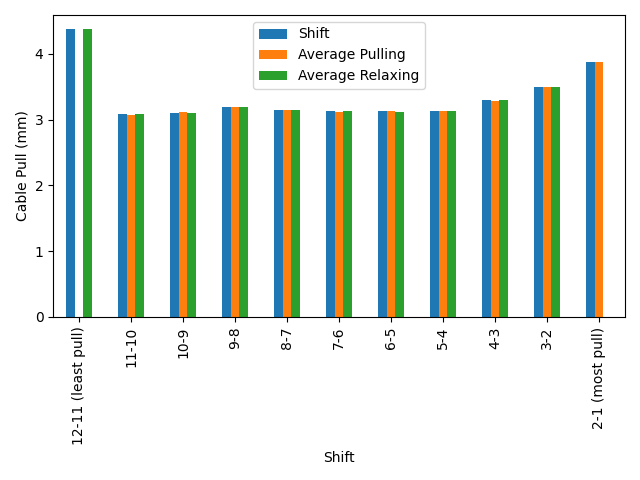 Shift
Average Pulling
Average Relaxing
Cable Pull (mm)
4
3
2
1
0
12-11 (least pull)
11-10
10-9
9-8
8-7
7-6
6-5
5-4
4-3
3-2
2-1 (most pull)
Shift